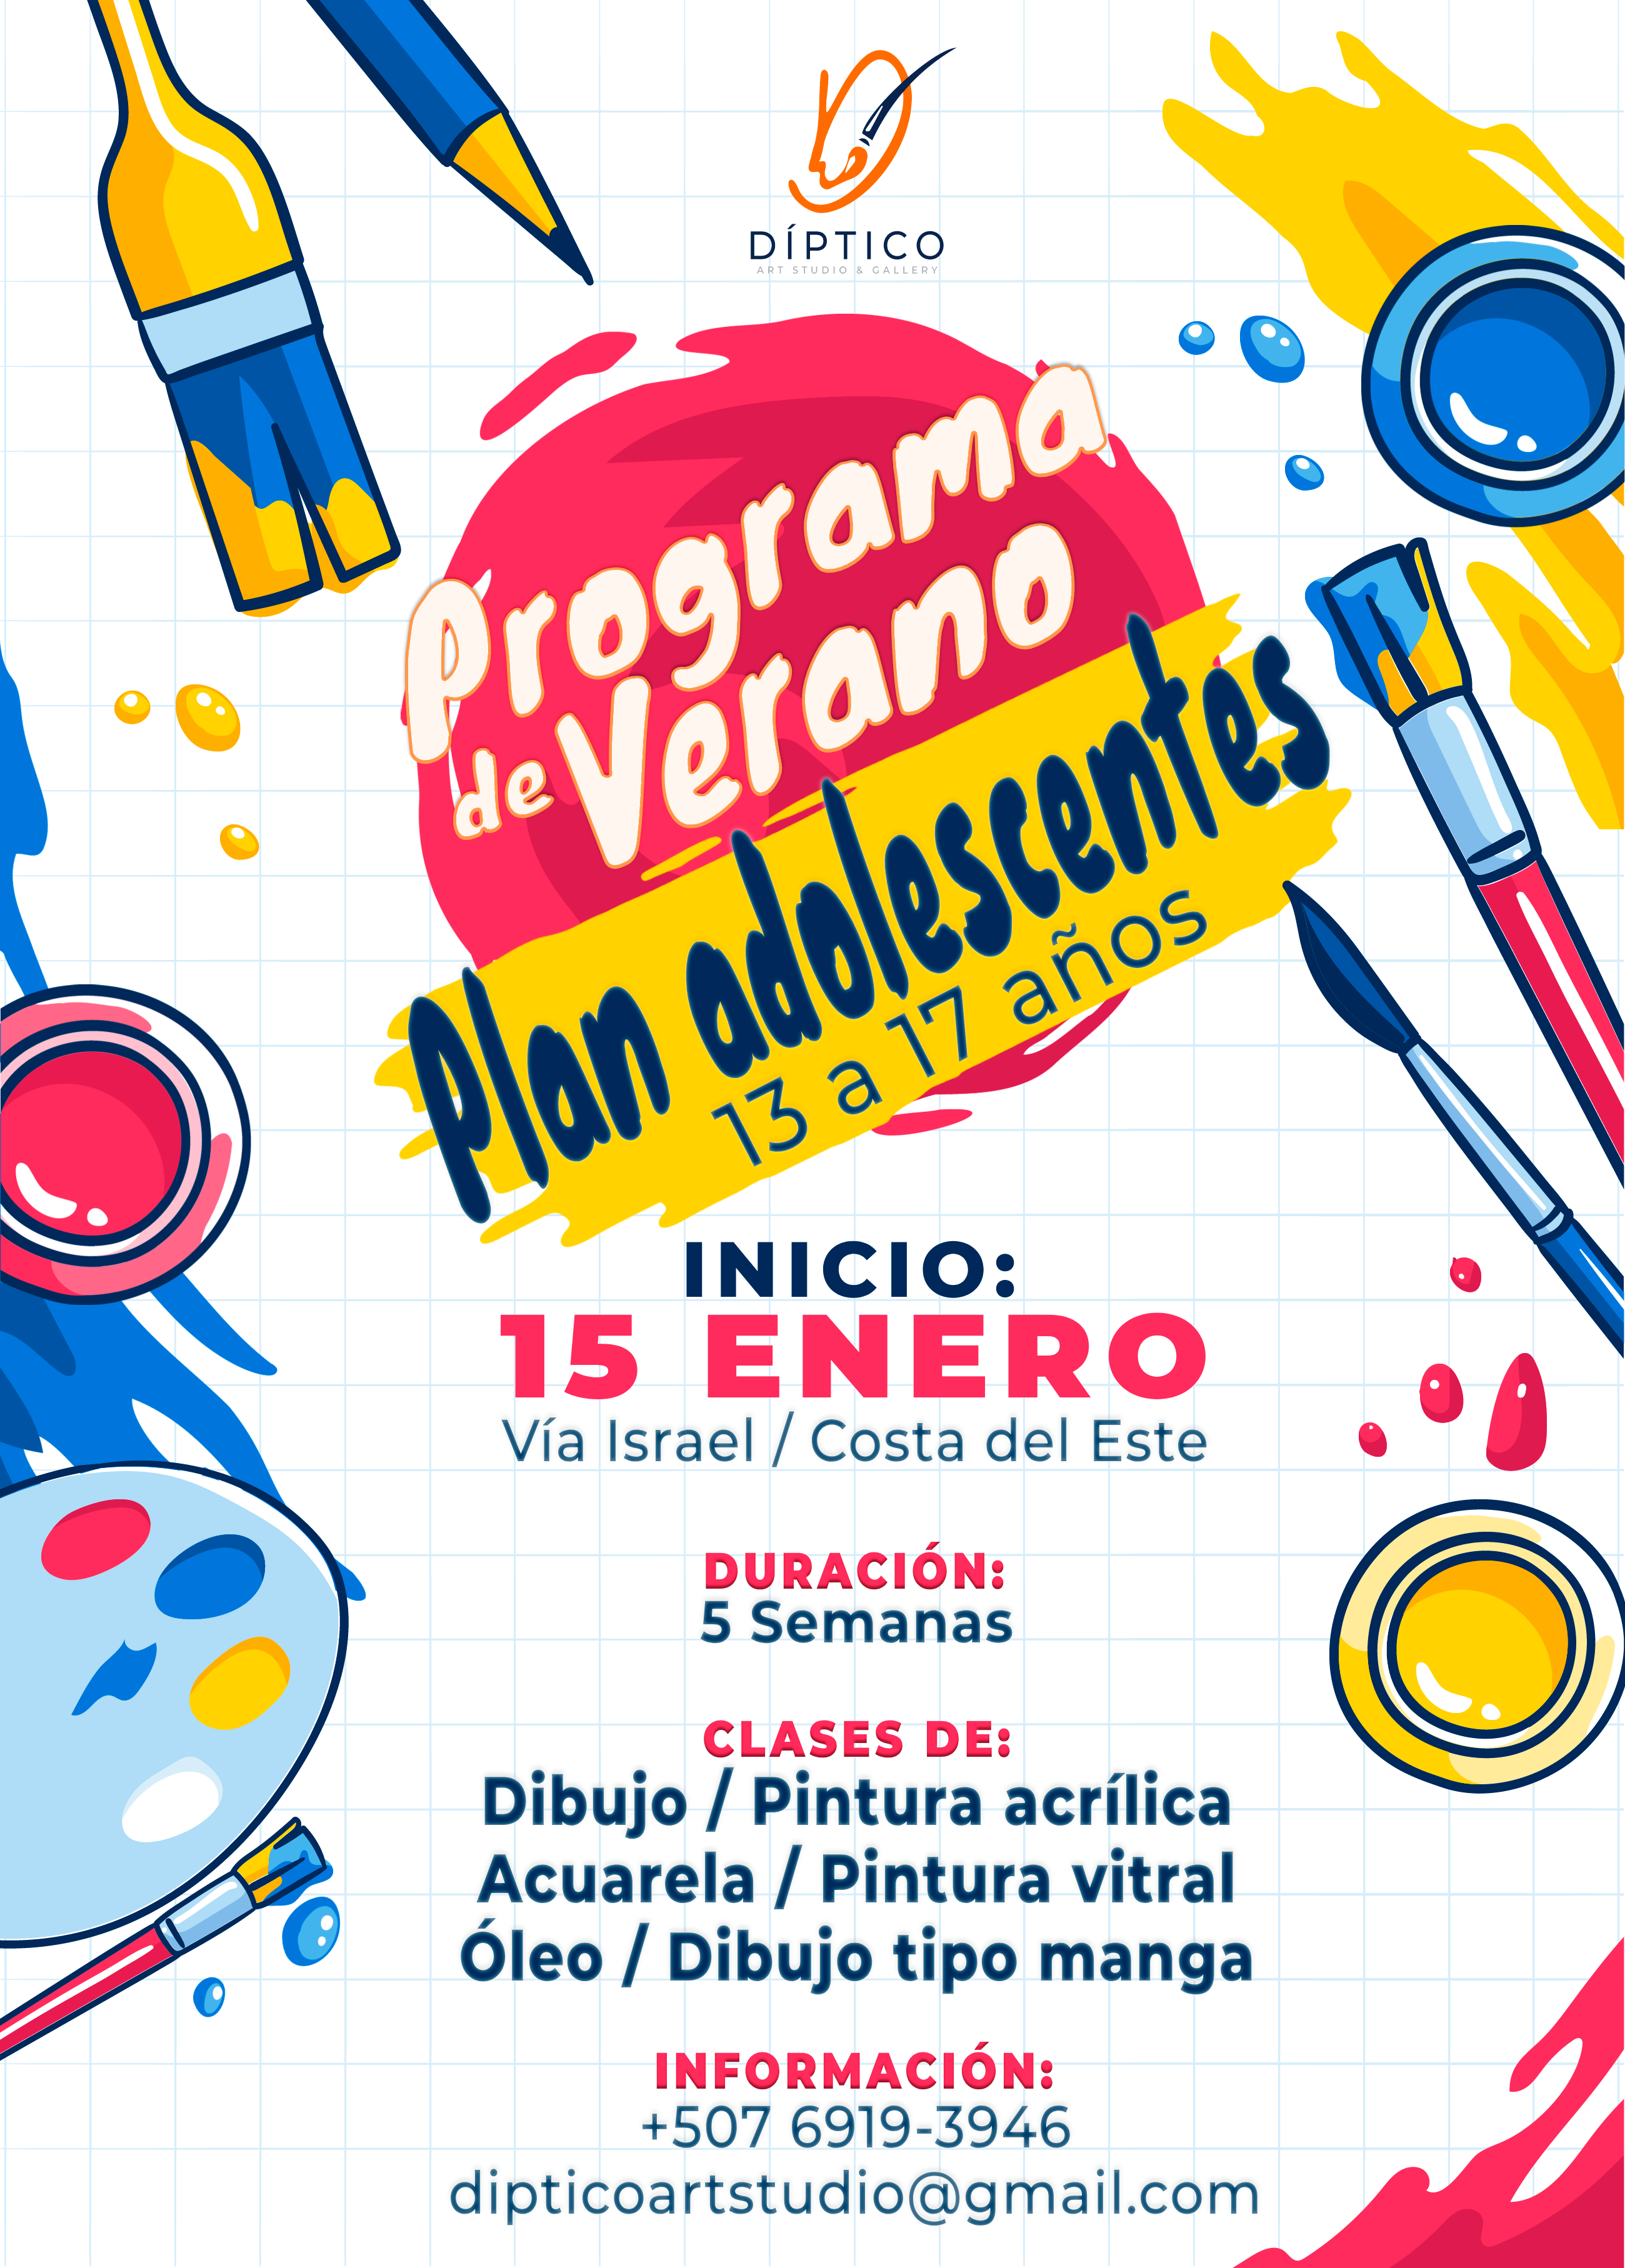 DÍPTICO
ART STUDIO & GALLERY
Programa
de Verano
Plan adolescentes
13 a 17 años
INICIO:
15 ENERO
Vía Israel / Costa del Este
DURACIÓN:
5 Semanas
CLASES DE:
Dibujo / Pintura acrílica
Acuarela / Pintura vitral
Óleo / Dibujo tipo manga
INFORMACIÓN:
+507 6919-3946
dipticoartstudio@gmail.com